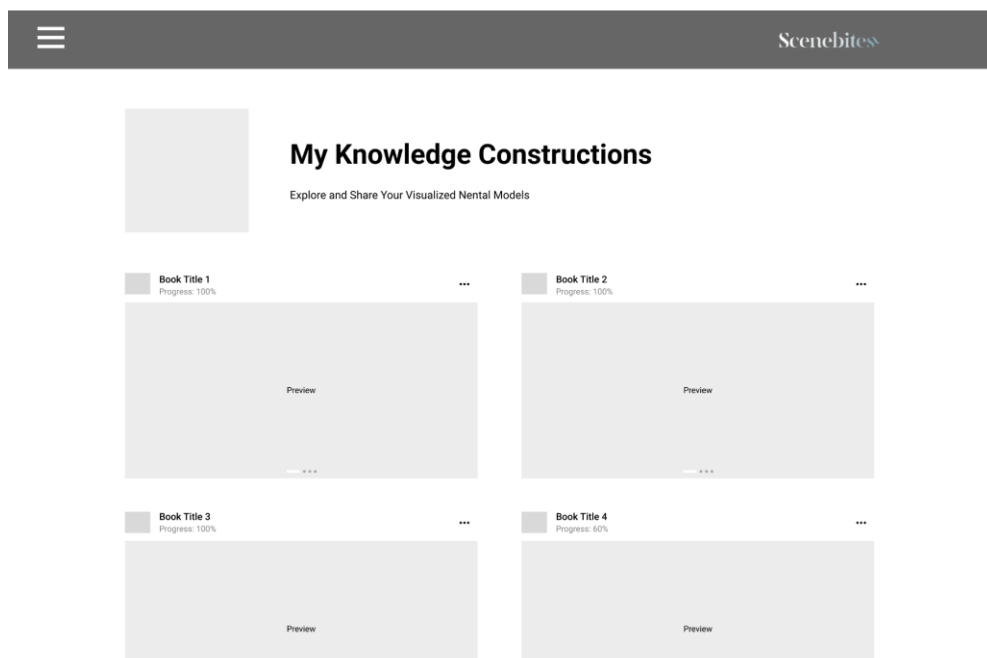 Scenebites
My Knowledge Constructions
Explore and Share Your Visualized Nental Models
Book Title 1
Progress: 100%
Preview
Book Title 2
Progress: 100%
Preview
Book Title 3
Progress: 100%
Preview
Book Title 4
Progress: 60%
Preview